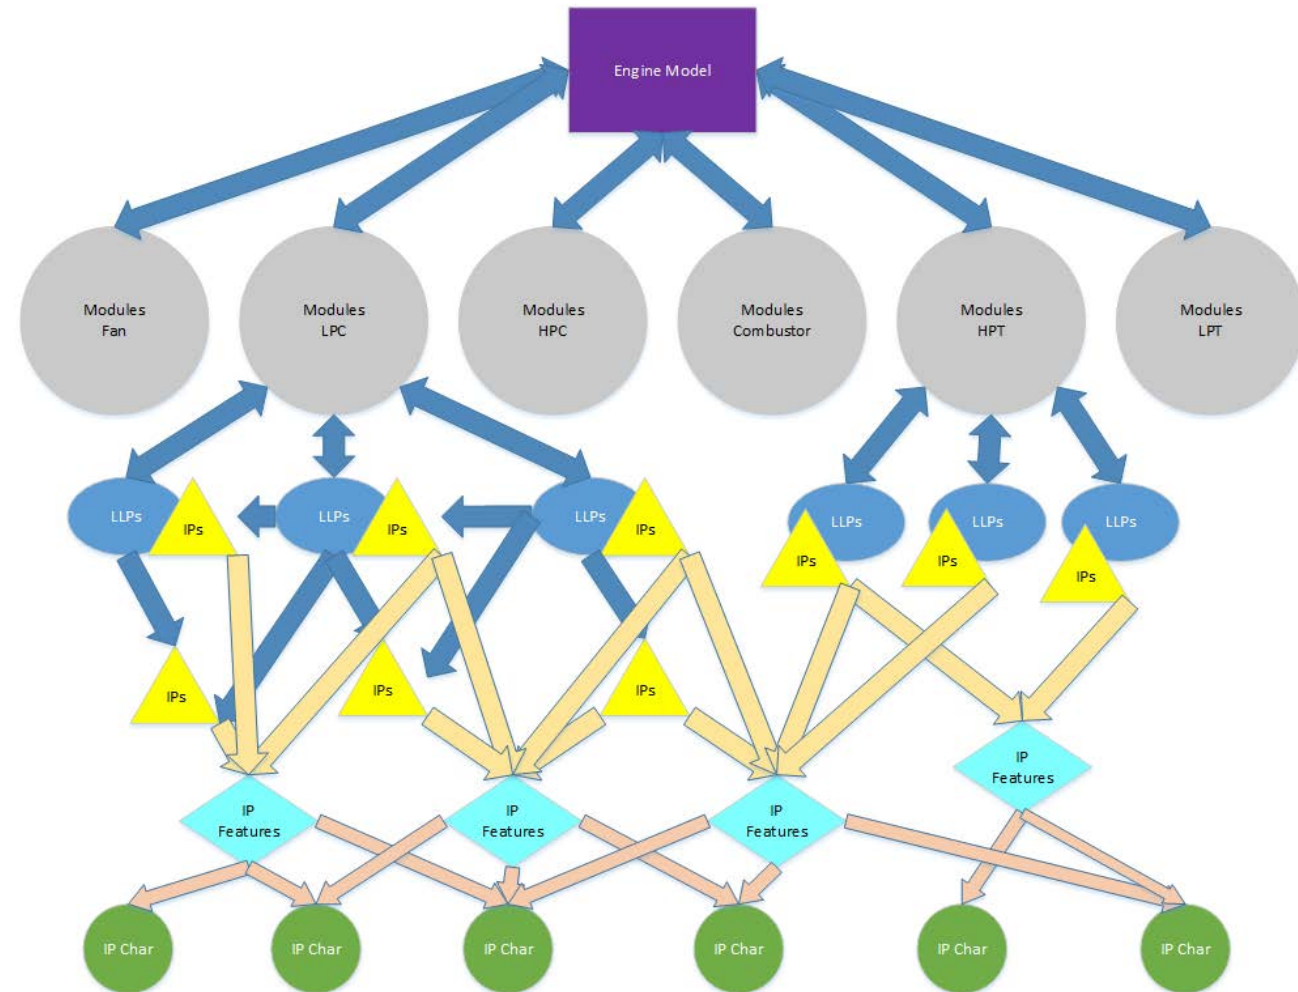 Engine Model
Modules
Fan
Modules
LPC
Modules
HPC
Modules
Combustor
Modules
HPT
Modules
LPT
LLPs
IPs
LLPs
IPs
LLPs
IPs
LLPs
IPs
LLPs
IPs
LLPs
IPs
IPs
IPs
IPs
IP
Features
IP
Features
IP
Features
IP
Features
IP Char
IP Char
IP Char
IP Char
IP Char
IP Char